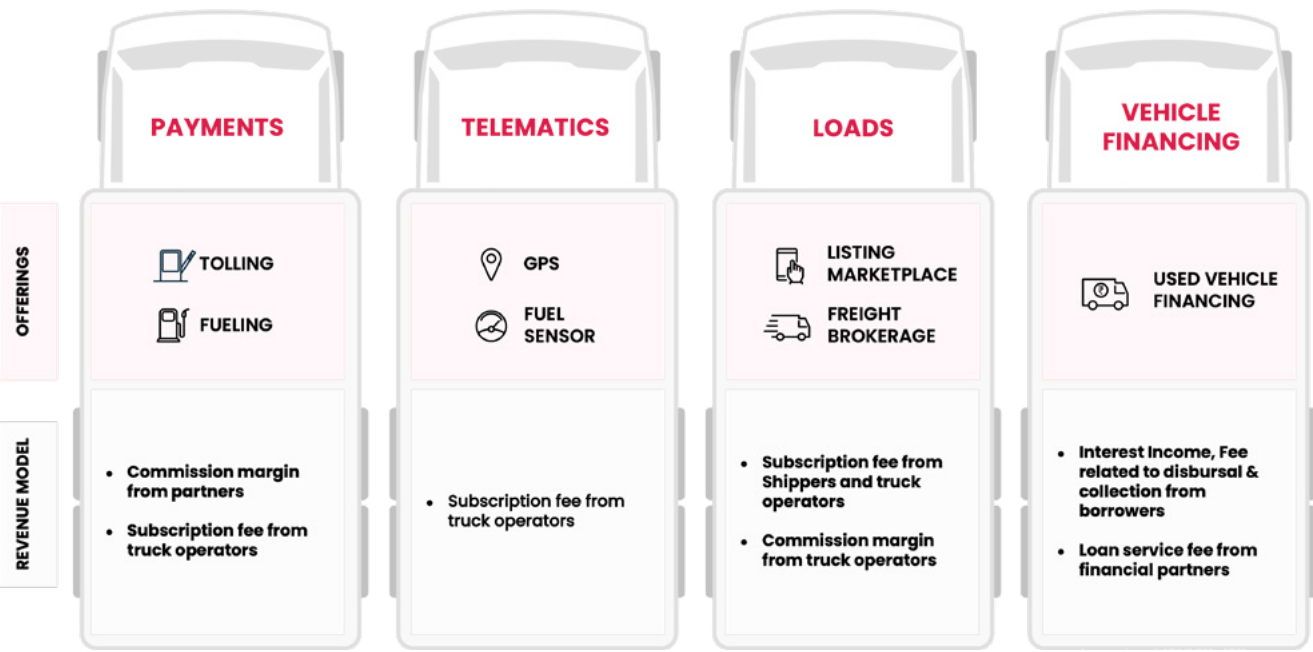 PAYMENTS
TELEMATICS
LOADS
VEHICLE
FINANCING
OFFERINGS
TOLLING
FUELING
GPS
FUEL
SENSOR
LISTING
MARKETPLACE
FREIGHT
BROKERAGE
₹
USED VEHICLE
FINANCING
REVENUE MODEL
• Commission margin
from partners
• Subscription fee from
truck operators
• Subscription fee from
truck operators
• Subscription fee from
Shippers and truck
operators
• Commission margin
from truck operators
• Interest Income, Fee
related to disbursal &
collection from
borrowers
• Loan service fee from
financial partners